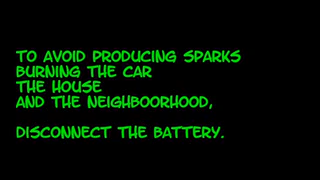 TO AVOID PRODUCING SPARKS
BURNING THE CAR
THE HOUSE
AND THE NEIGHBOORHOOD,
DISCONNECT THE BATTERY.